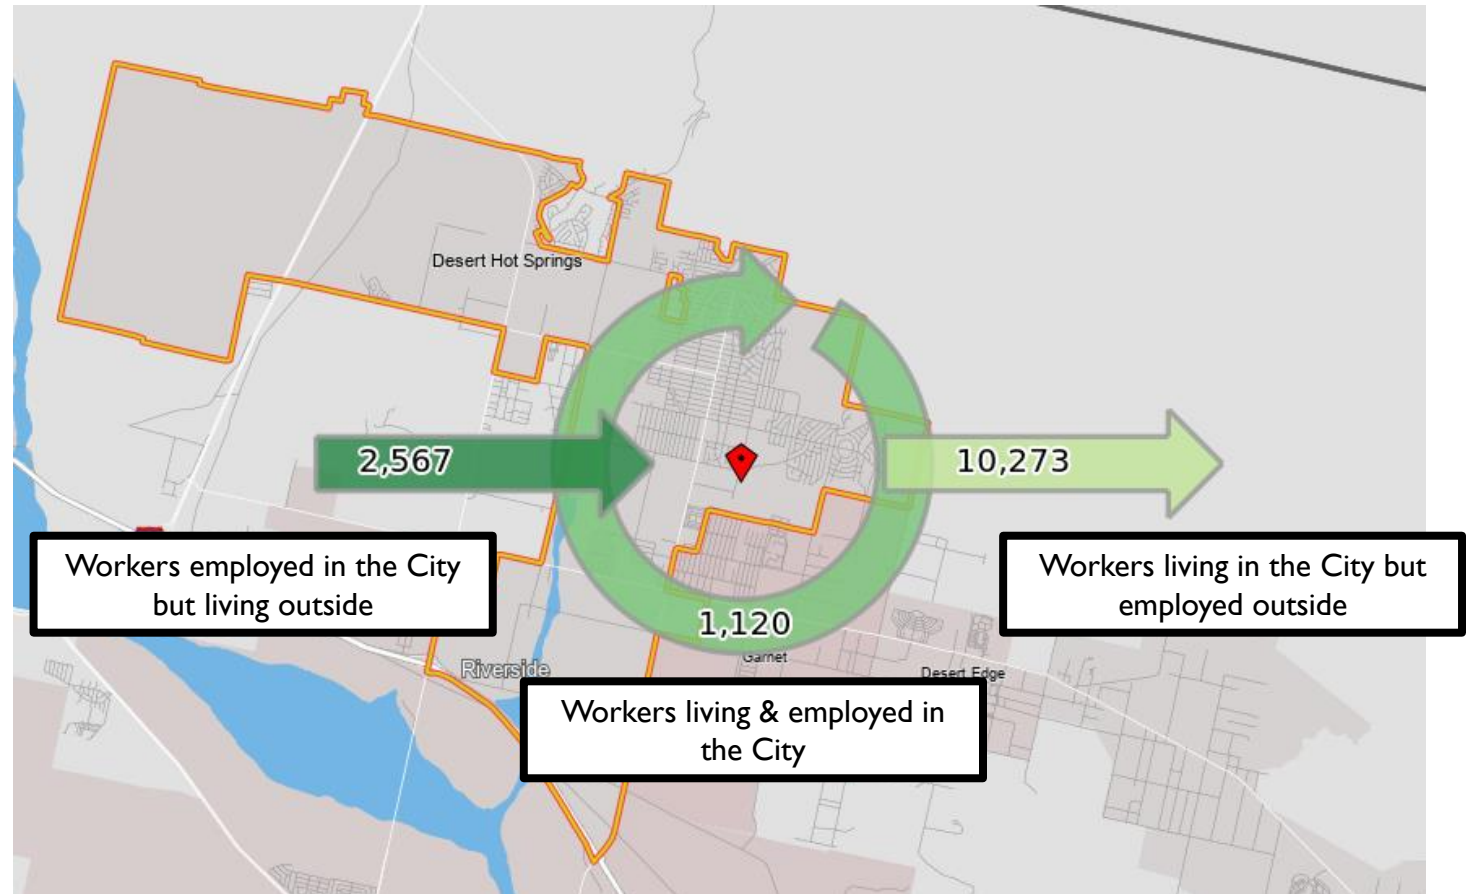 Desert Hot Springs
2,567
10,273
Workers employed in the City
but living outside
Workers living in the City but
employed outside
1,120
Garnet
Riverside
Desert Edge
Workers living & employed in
the City